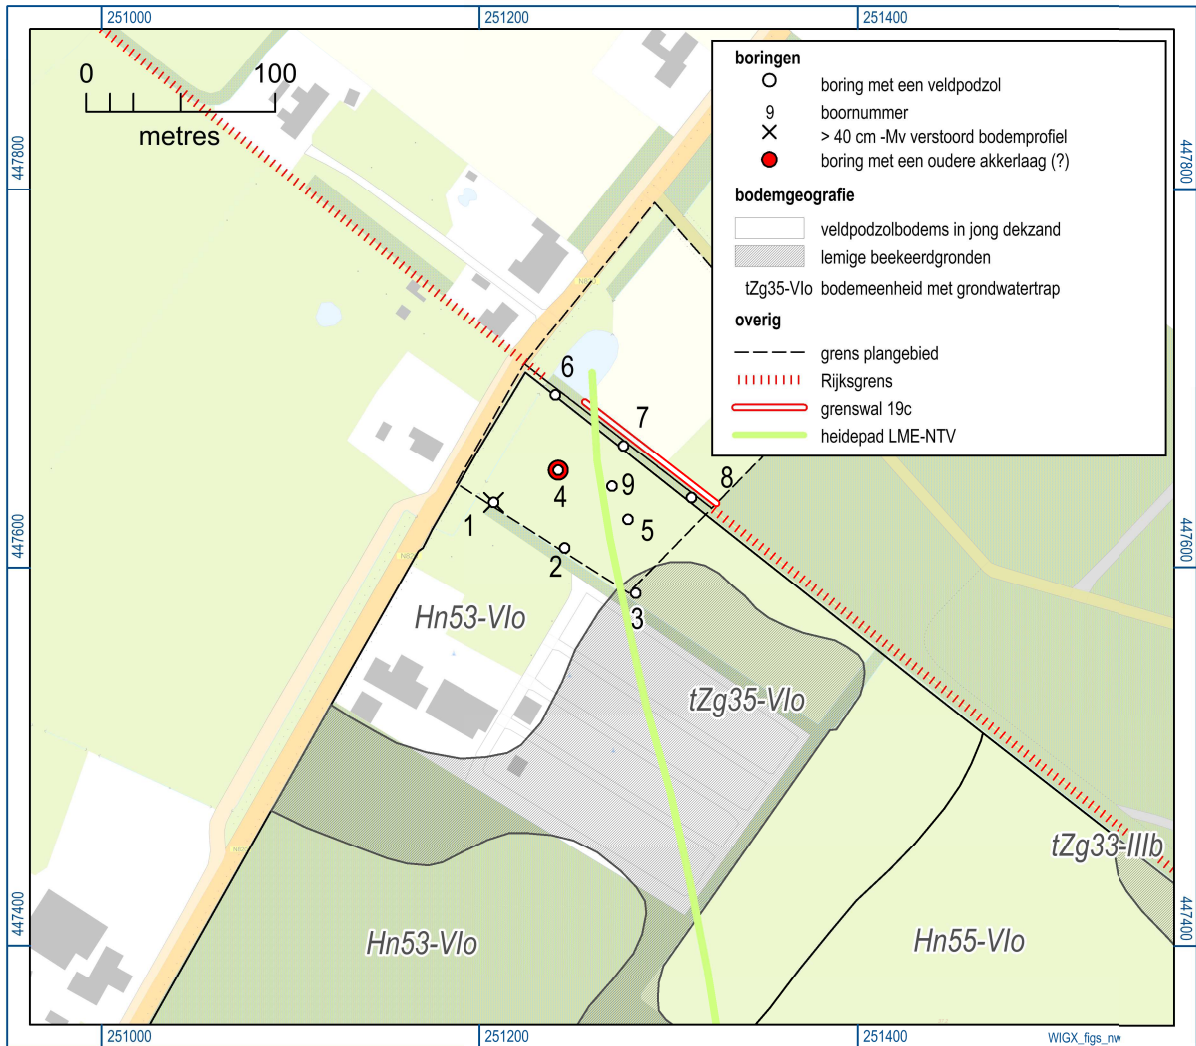 251000
251200
251400
0
100
metres
boringen
boring met een veldpodzol
9
boornummer
> 40 cm -Mv verstoord bodemprofiel
boring met een oudere akkerlaag (?)
bodemgeografie
veldpodzolbodems in jong dekzand
lemige beekeerdgronden
tZg35-VIo
bodemeenheid met grondwatertrap
overig
grens plangebied
Rijksgrens
grenswal 19c
heidepad LME-NTV
447800
447800
6
7
8
9
4
1
5
2
3
447600
447600
Hn53-VIo
tZg35-VIo
tZg33-IIIb
447400
447400
Hn53-VIo
Hn55-VIo
251000
251200
251400
WIGX_figs_nw